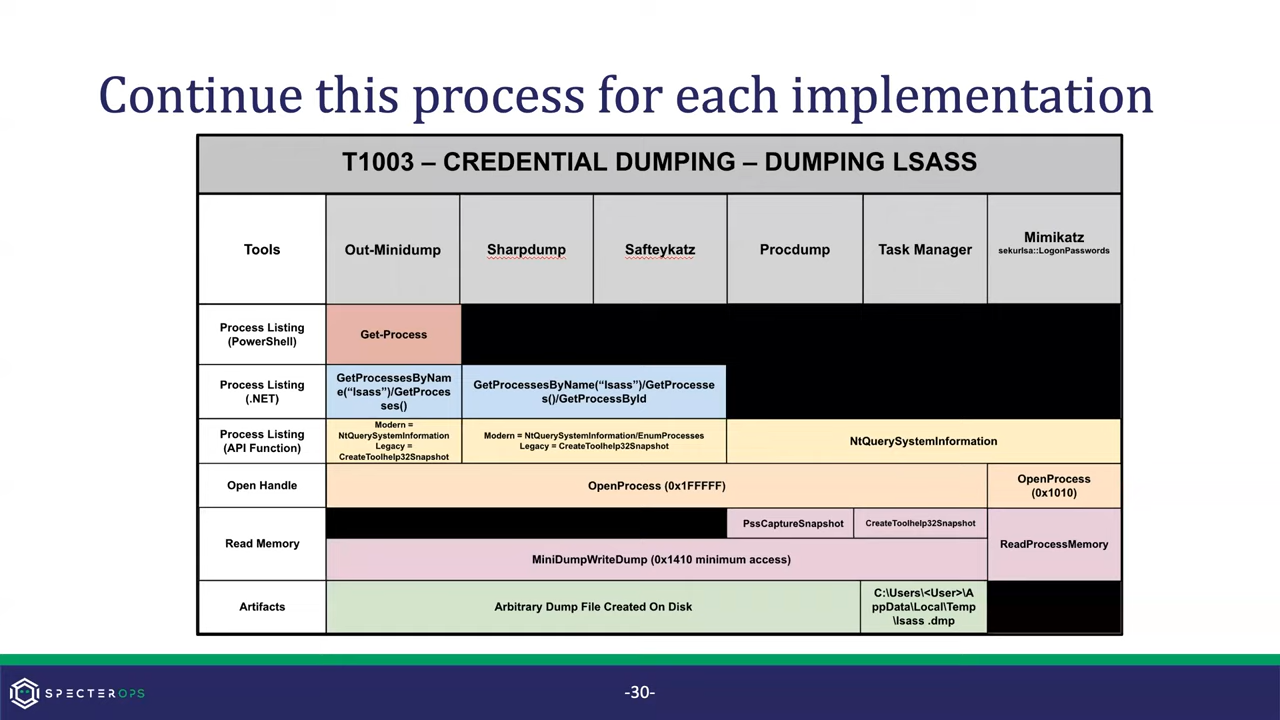 Continue this process for each implementation
T1003 – CREDENTIAL DUMPING – DUMPING LSASS
Tools
Out-Minidump
Sharpdump
Safteykatz
Procdump
Task Manager
Mimikatz
sekurlsa::LogonPasswords
Process Listing
(PowerShell)
Get-Process
Process Listing
(.NET)
GetProcessesByNam
e(“lsass”)/GetProces
ses()
GetProcessesByName(“lsass”)/GetProcesse
s()/GetProcessById
Process Listing
(API Function)
Modern =
NtQuerySystemInformation
Legacy =
CreateToolhelp32Snapshot
Modern = NtQuerySystemInformation/EnumProcesses
Legacy = CreateToolhelp32Snapshot
NtQuerySystemInformation
Open Handle
OpenProcess (0x1FFFFF)
OpenProcess
(0x1010)
Read Memory
PssCaptureSnapshot
CreateToolhelp32Snapshot
MiniDumpWriteDump (0x1410 minimum access)
ReadProcessMemory
Artifacts
Arbitrary Dump File Created On Disk
C:\Users\<User>\A
ppData\Local\Temp
\lsass .dmp
SPECTEROPS
-30-